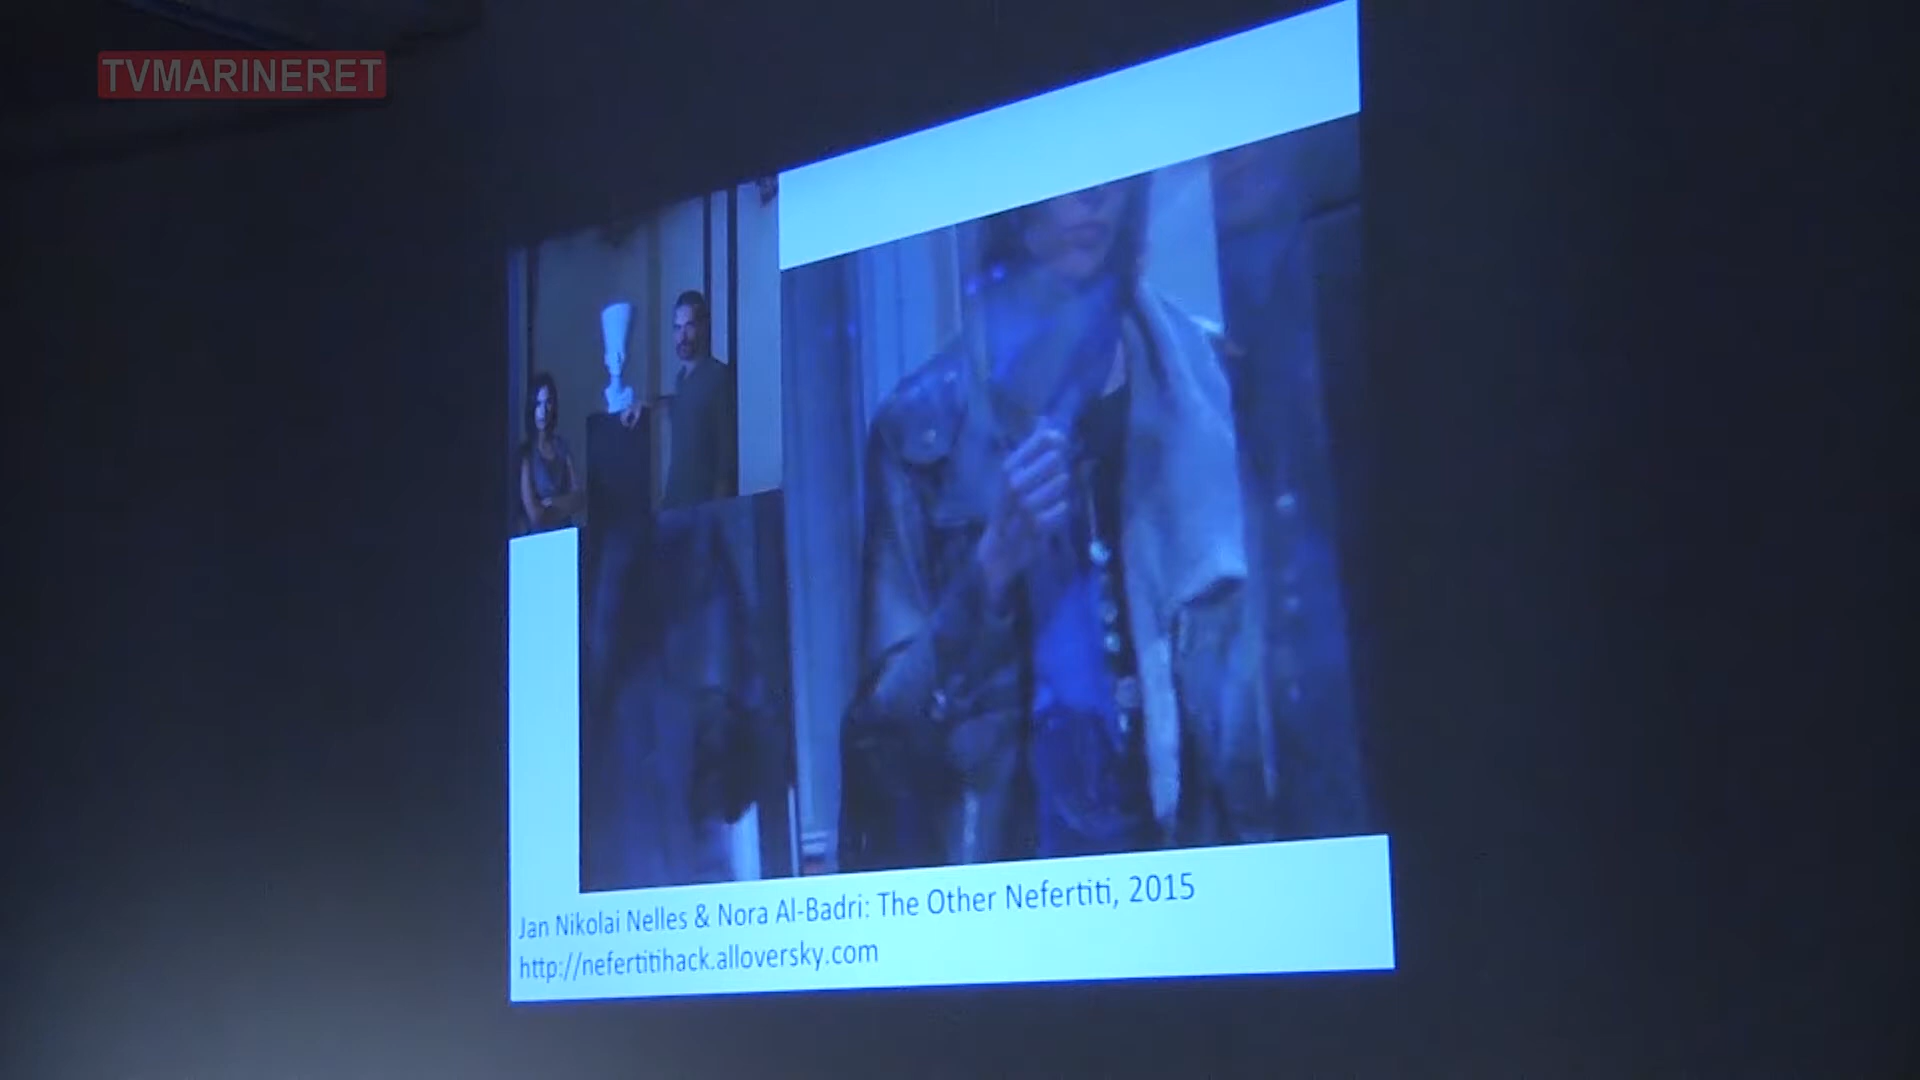 TVMARINERET
Jan Nikolai Nelles & Nora Al-Badri: The Other Nefertiti, 2015
http://nefertitihack.alloversky.com